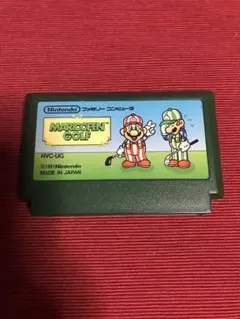 Nintendo ファミリー コンピュータ
MARIO OPEN
GOLF
HVC-UG
©1991 Nintendo
MADE IN JAPAN